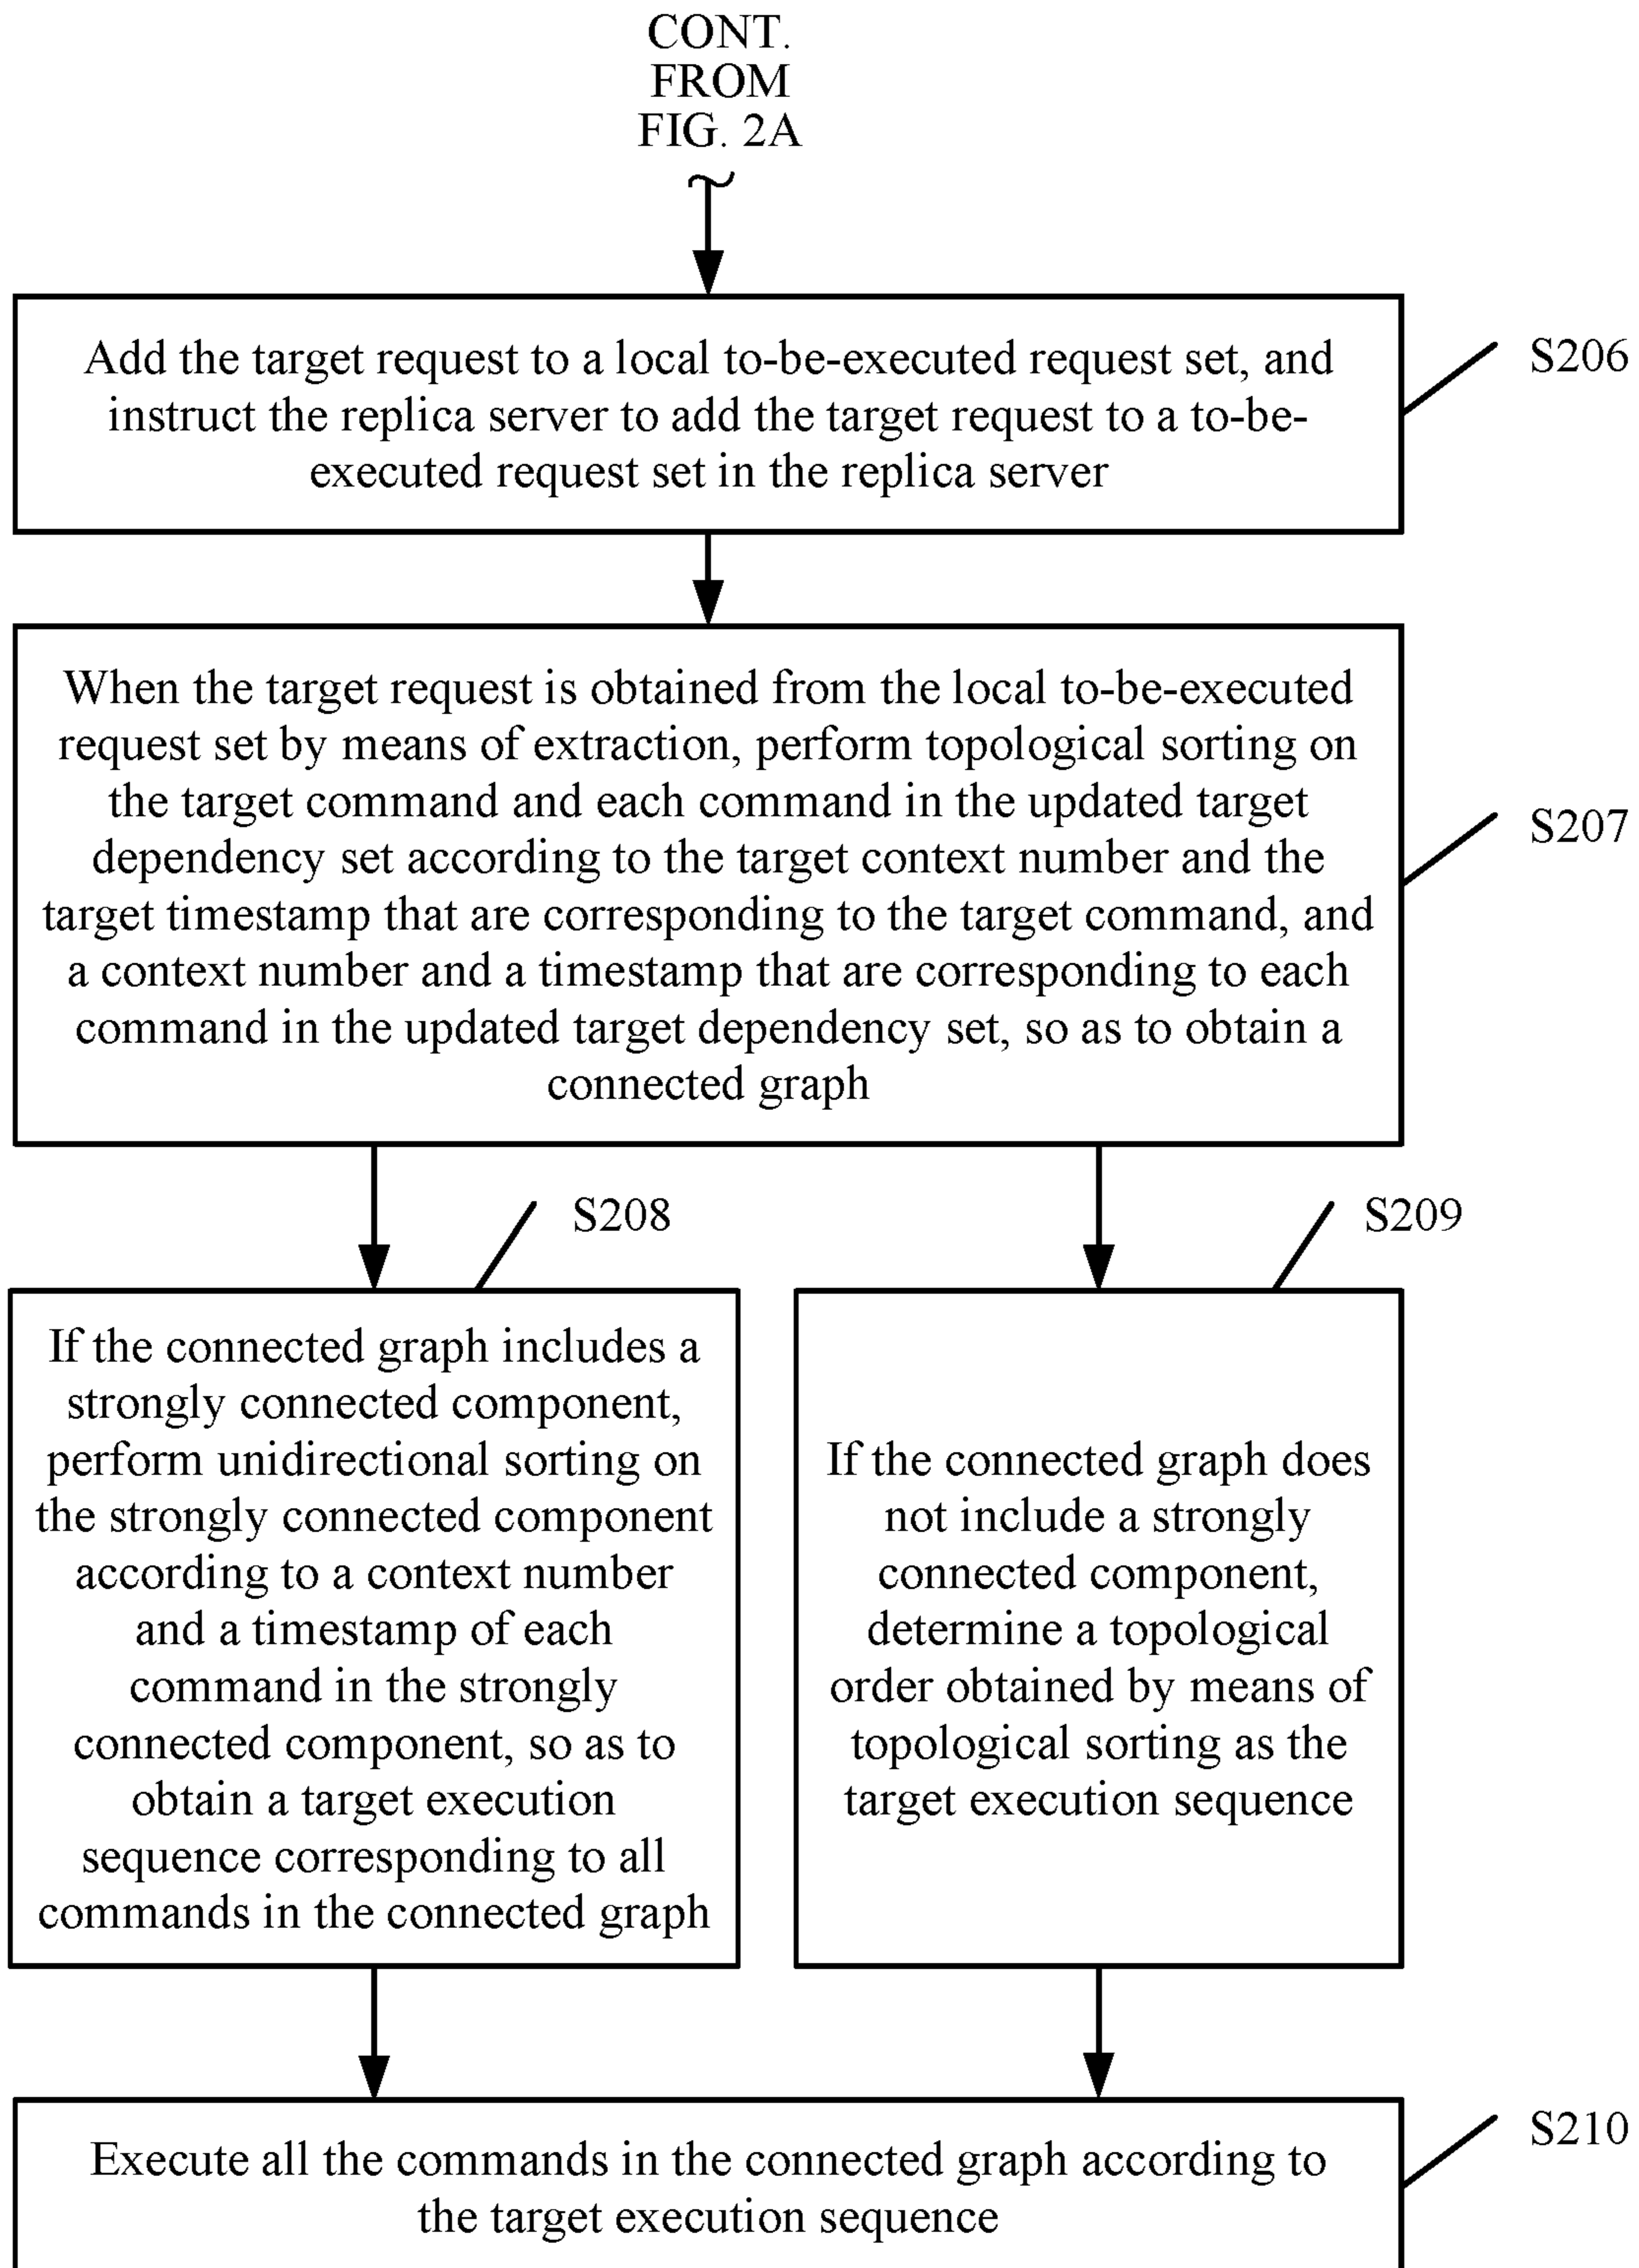 CONT.
FROM
FIG. 2A
Add the target request to a local to-be-executed request set, and
instruct the replica server to add the target request to a to-be-
executed request set in the replica server
S206
When the target request is obtained from the local to-be-executed
request set by means of extraction, perform topological sorting on
the target command and each command in the updated target
dependency set according to the target context number and the
target timestamp that are corresponding to the target command, and
a context number and a timestamp that are corresponding to each
command in the updated target dependency set, so as to obtain a
connected graph
S207
S208
If the connected graph includes a
strongly connected component,
perform unidirectional sorting on
the strongly connected component
according to a context number
and a timestamp of each
command in the strongly
connected component, so as to
obtain a target execution
sequence corresponding to all
commands in the connected graph
S209
If the connected graph does
not include a strongly
connected component,
determine a topological
order obtained by means of
topological sorting as the
target execution sequence
Execute all the commands in the connected graph according to
the target execution sequence
S210